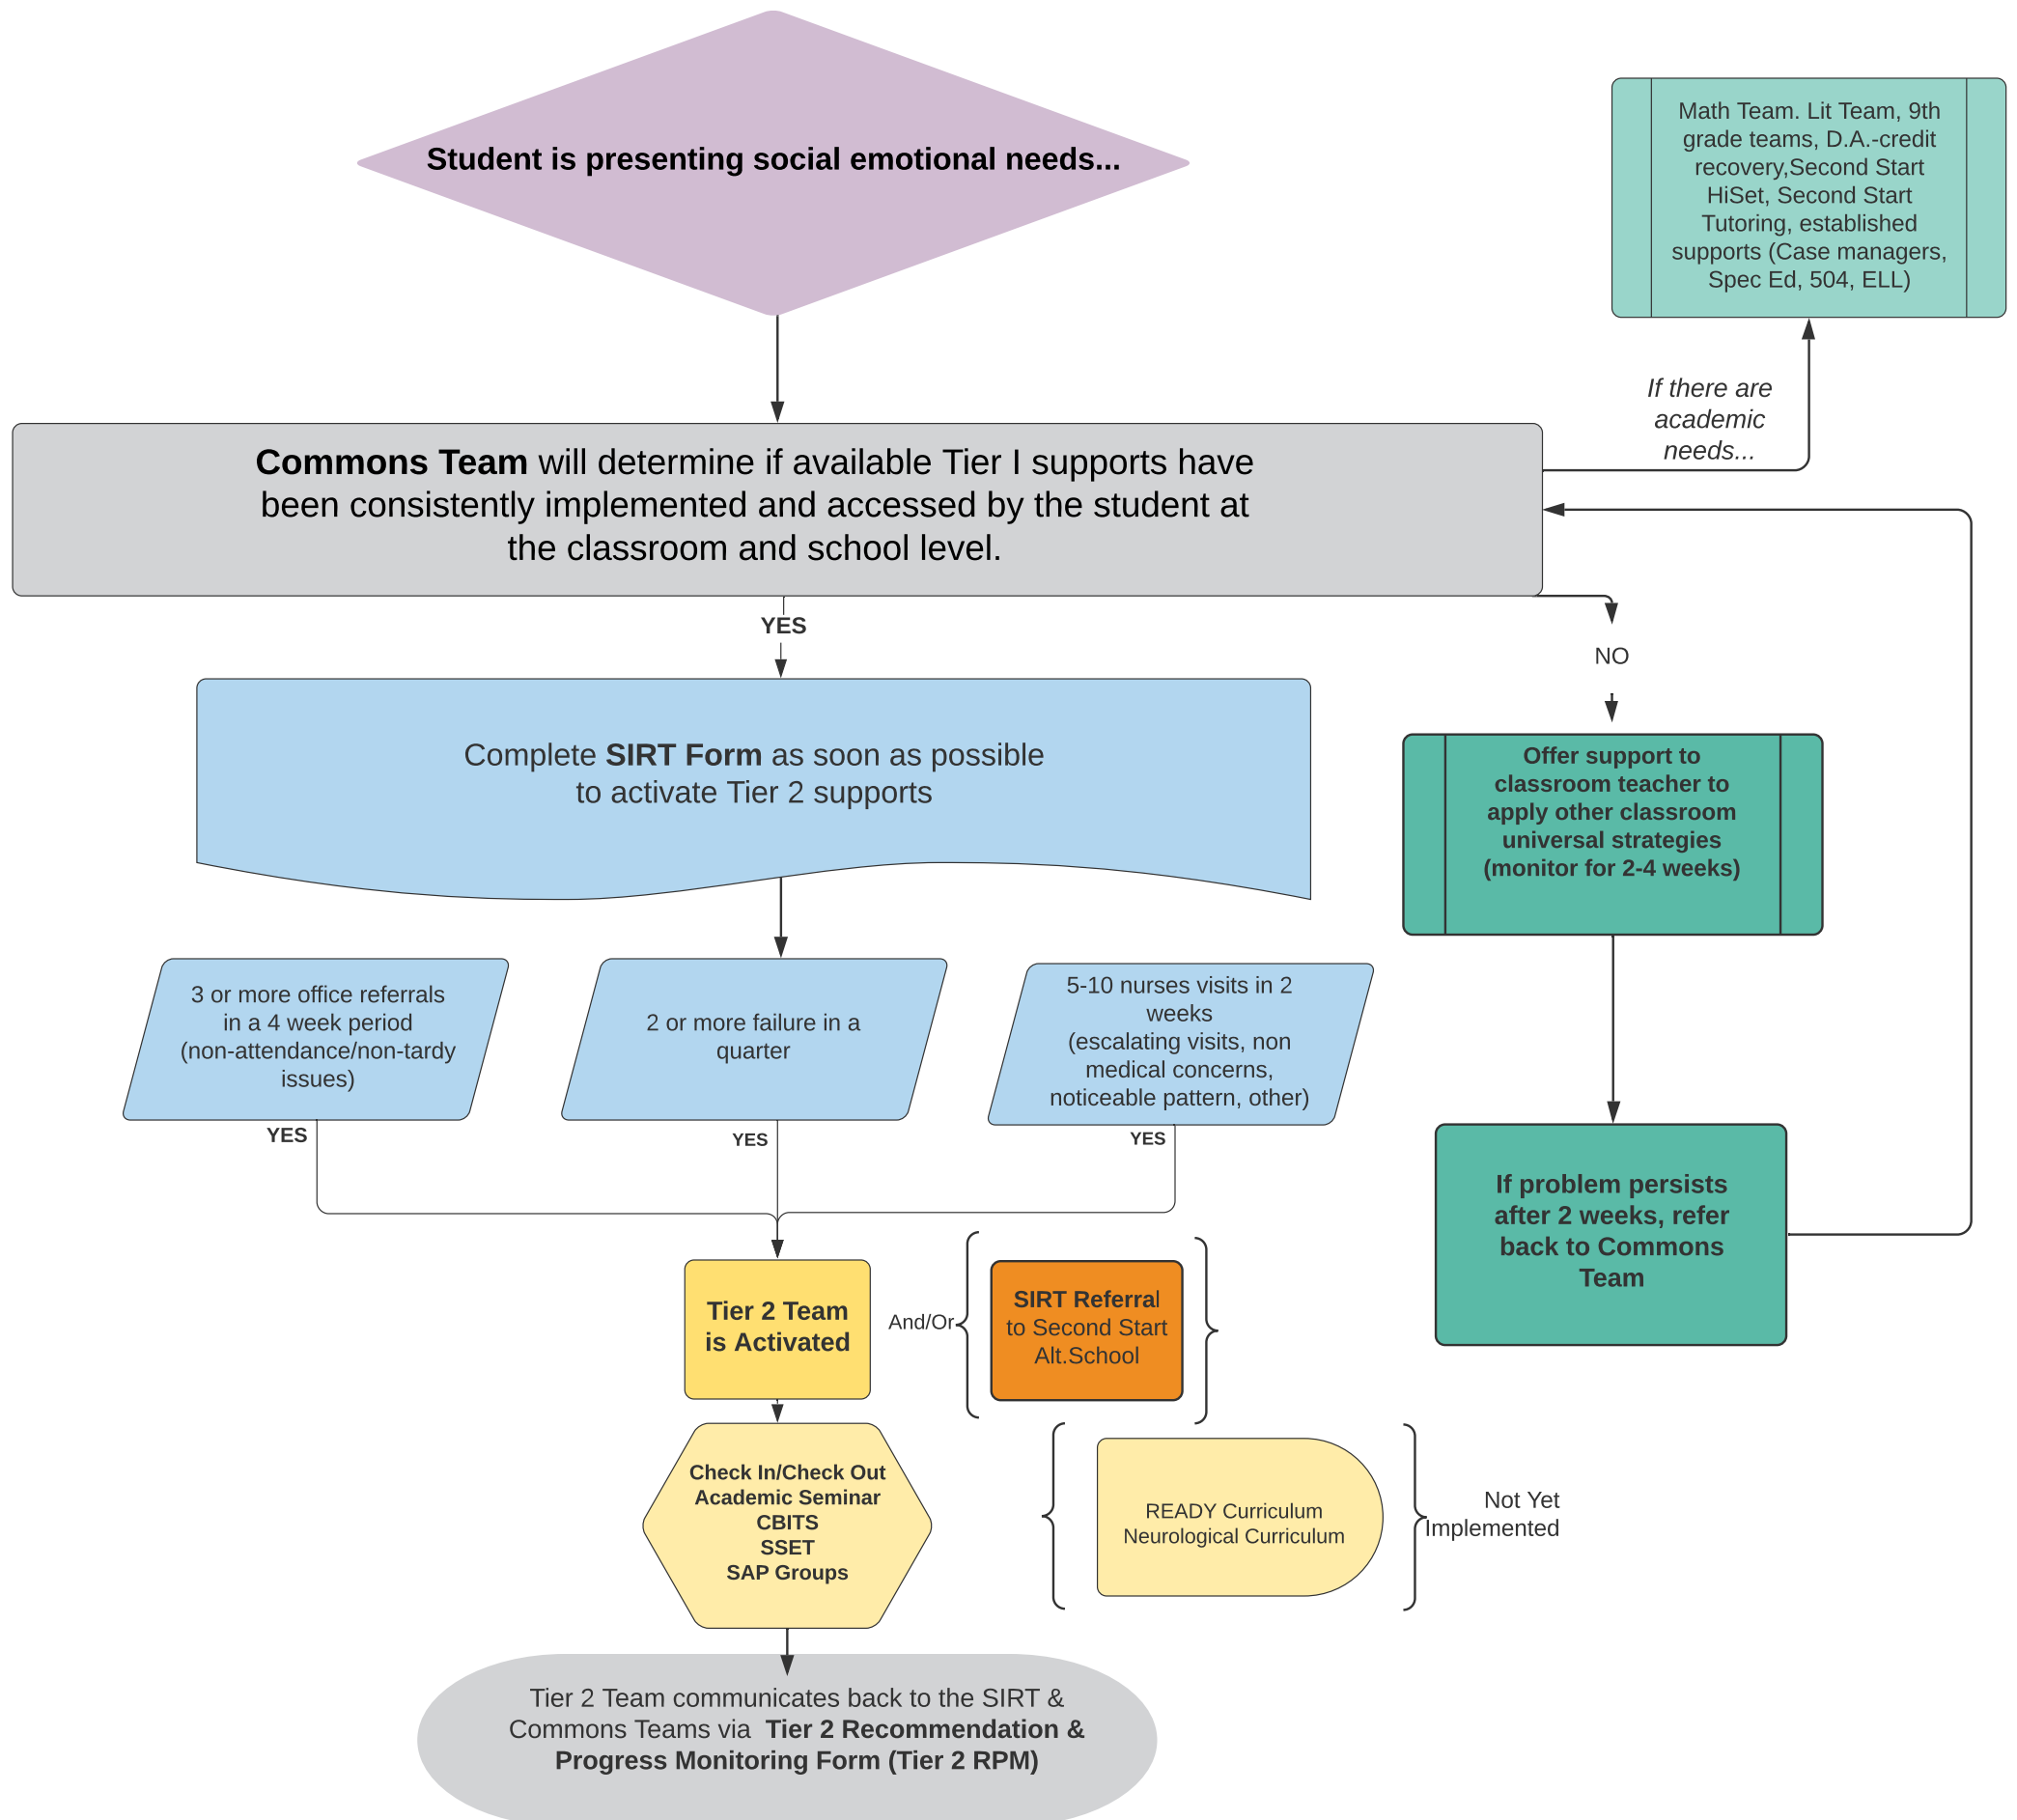 Student is presenting social emotional needs...
Math Team. Lit Team, 9th
grade teams, D.A.-credit
recovery,Second Start
HiSet, Second Start
Tutoring, established
supports (Case managers,
Spec Ed, 504, ELL)
If there are
academic
needs...
Commons Team will determine if available Tier I supports have
been consistently implemented and accessed by the student at
the classroom and school level.
YES
NO
Complete SIRT Form as soon as possible
to activate Tier 2 supports
Offer support to
classroom teacher to
apply other classroom
universal strategies
(monitor for 2-4 weeks)
3 or more office referrals
in a 4 week period
(non-attendance/non-tardy
issues)
YES
2 or more failure in a
quarter
YES
5-10 nurses visits in 2
weeks
(escalating visits, non
medical concerns,
noticeable pattern, other)
YES
If problem persists
after 2 weeks, refer
back to Commons
Team
Tier 2 Team
is Activated
And/Or
SIRT Referral
to Second Start
Alt.School
Check In/Check Out
Academic Seminar
CBITS
SSET
SAP Groups
READY Curriculum
Neurological Curriculum
Not Yet
Implemented
Tier 2 Team communicates back to the SIRT &
Commons Teams via  Tier 2 Recommendation &
Progress Monitoring Form (Tier 2 RPM)